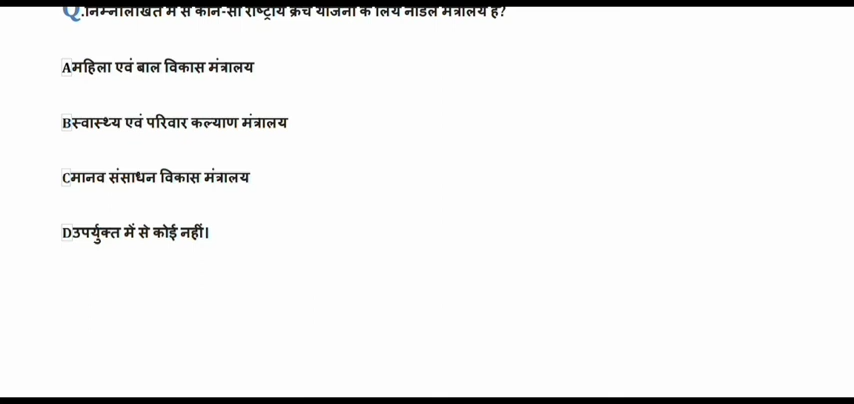 Q.निम्नलिखित में से कौन-सा राष्ट्रीय क्रेच योजना के लिये नोडल मंत्रालय है?
Aमहिला एवं बाल विकास मंत्रालय
Bस्वास्थ्य एवं परिवार कल्याण मंत्रालय
Cमानव संसाधन विकास मंत्रालय
Dउपर्युक्त में से कोई नहीं।